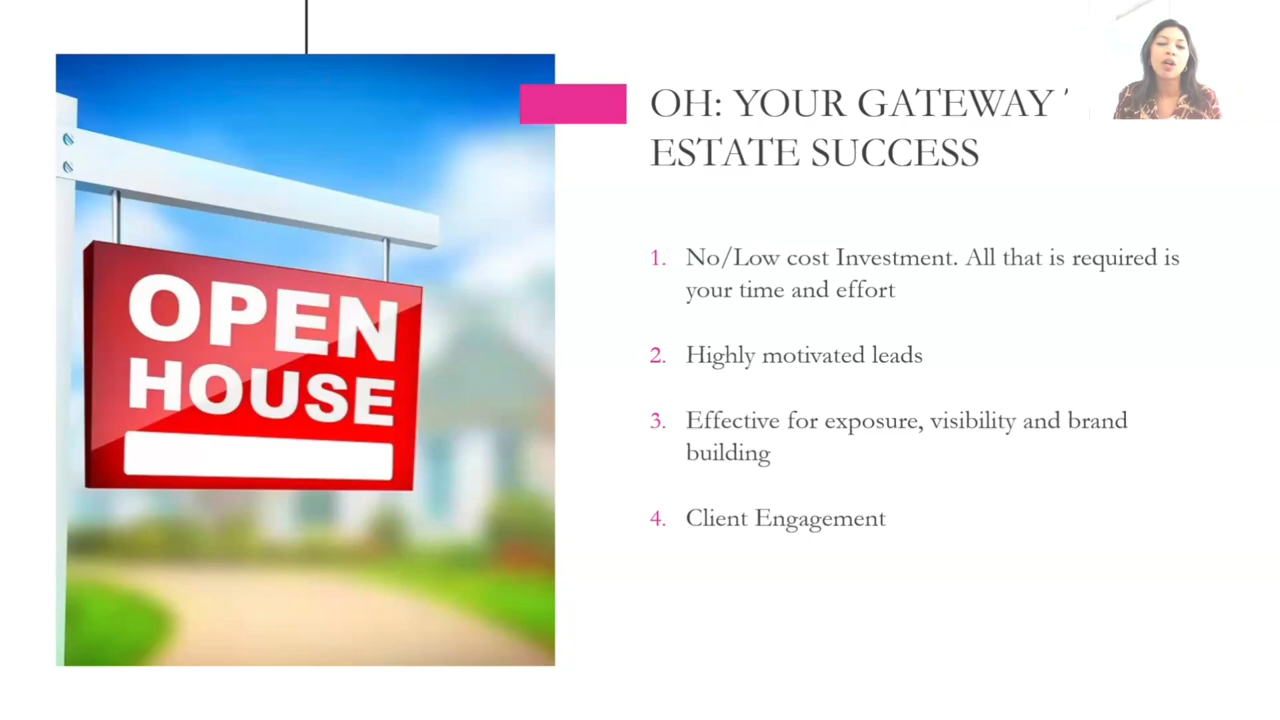 OPEN
HOUSE
OH: YOUR GATEWAY
ESTATE SUCCESS
1. No/Low cost Investment. All that is required is
your time and effort
2. Highly motivated leads
3. Effective for exposure, visibility and brand
building
4. Client Engagement